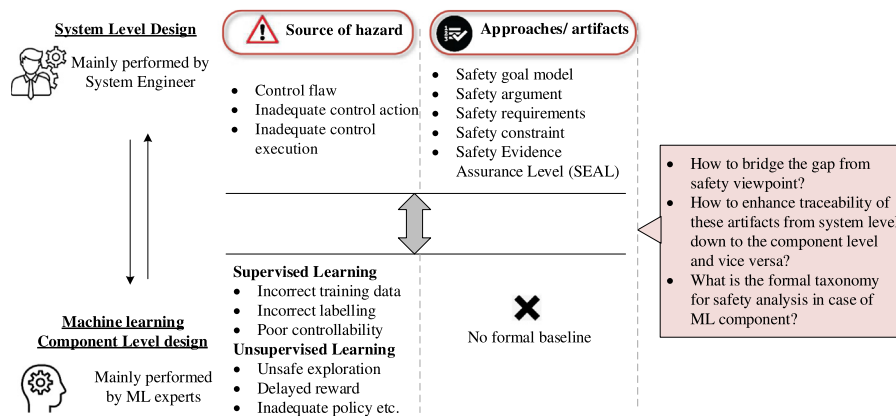 System Level Design
Mainly performed by
System Engineer
Source of hazard
Approaches/ artifacts
• Control flaw
• Inadequate control action
• Inadequate control
execution
• Safety goal model
• Safety argument
• Safety requirements
• Safety constraint
• Safety Evidence
Assurance Level (SEAL)
• How to bridge the gap from
safety viewpoint?
• How to enhance traceability of
these artifacts from system level
down to the component level
and vice versa?
• What is the formal taxonomy
for safety analysis in case of
ML component?
Machine learning
Component Level design
Mainly performed
by ML experts
Supervised Learning
• Incorrect training data
• Incorrect labelling
• Poor controllability
Unsupervised Learning
• Unsafe exploration
• Delayed reward
• Inadequate policy etc.
No formal baseline